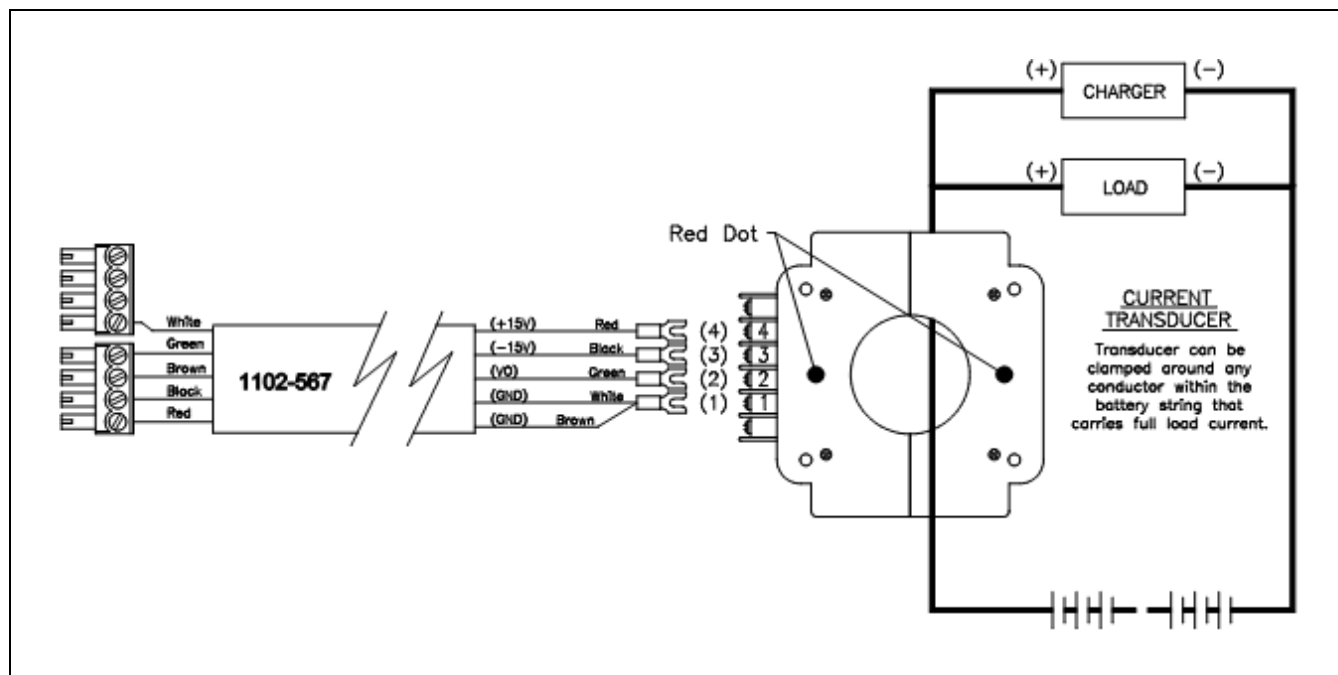 (+)
CHARGER
(-)
(+)
LOAD
(-)
Red Dot
CURRENT
TRANSDUCER
Transducer can be
clamped around any
conductor within the
battery string that
carries full load current.
White
Green
Brown
Black
Red
1102-567
(+15V) Red (4) 4
(-15V) Black (3) 3
(VO) Green (2) 2
(GND) White (1) 1
(GND) Brown